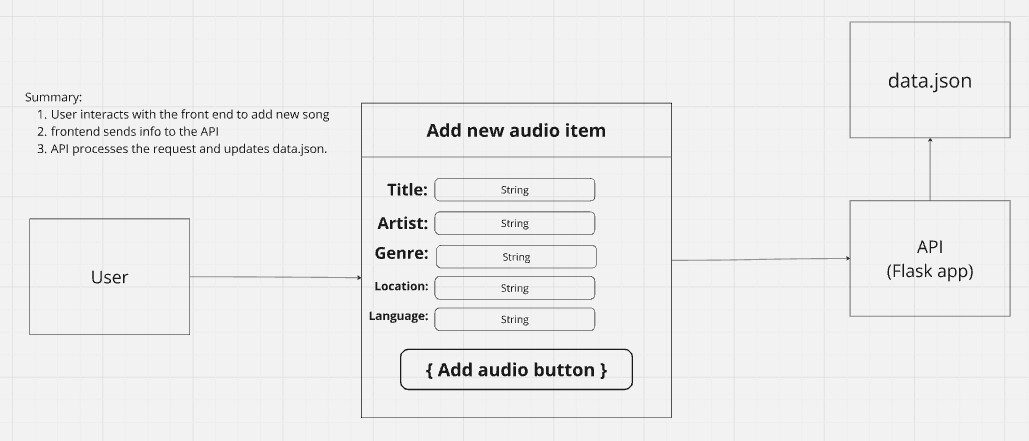 Summary:
1. User interacts with the front end to add new song
2. frontend sends info to the API
3. API processes the request and updates data.json.
User
Add new audio item
Title: String
Artist: String
Genre: String
Location: String
Language: String
{ Add audio button }
data.json
API
(Flask app)